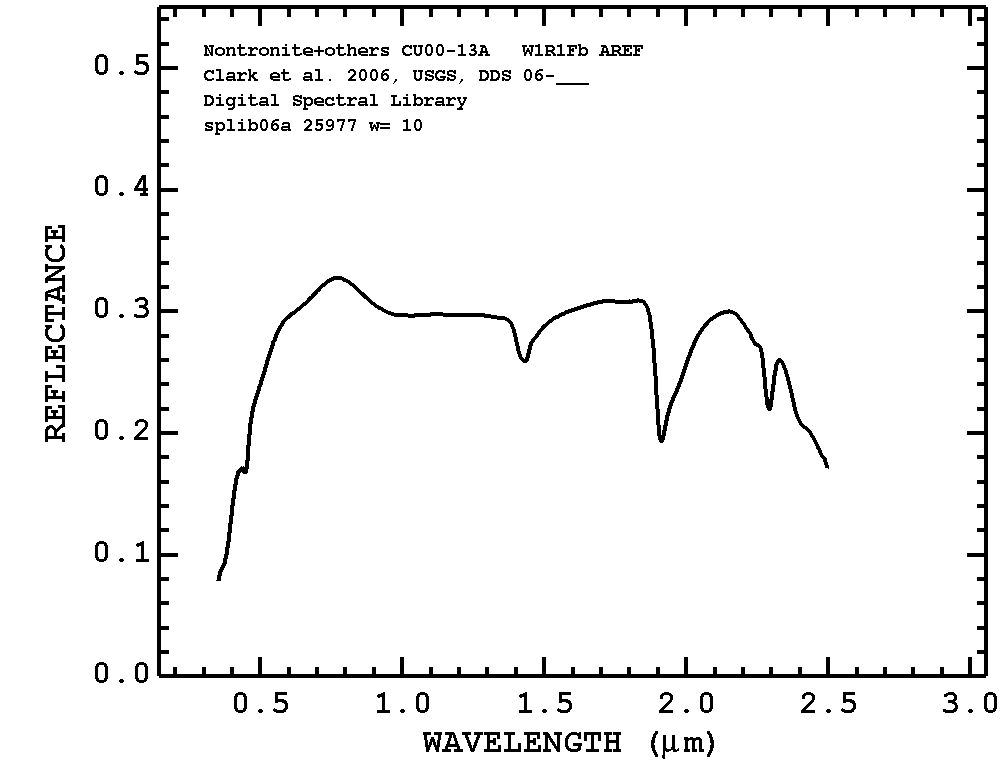 Nontronite+others CU00-13A W1R1Fb AREF
Clark et al. 2006, USGS, DDS 06-___
Digital Spectral Library
splib06a 25977 w= 10
REFLECTANCE
0.5
0.4
0.3
0.2
0.1
0.0
0.5 1.0 1.5 2.0 2.5 3.0
WAVELENGTH (μm)